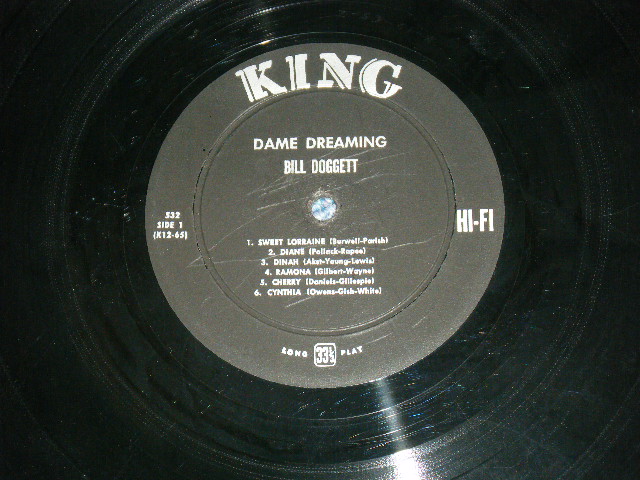 KING
DAME DREAMING
BILL DOGGETT
532
SIDE 1
(K12-65)
HI-FI
1. SWEET LORRAINE (Burwell-Parish)
2. DIANE (Pollack-Rapee)
3. DINAH (Akst-Young-Lewis)
4. RAMONA (Gilbert-Wayne)
5. CHERRY (Daniels-Gillespie)
6. CYNTHIA (Owens-Gish-White)
LONG 33⅓ PLAY